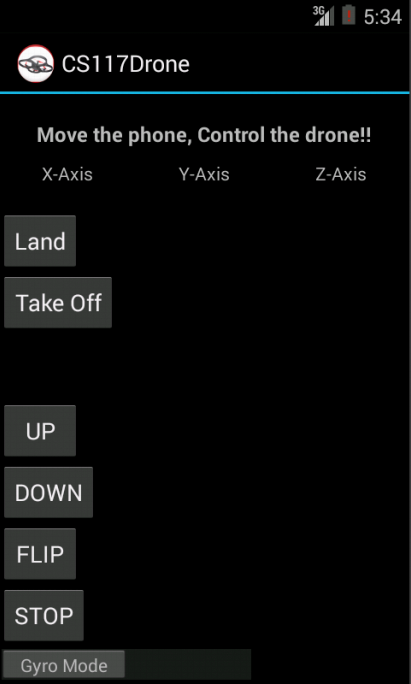 3G 5:34
CS117Drone
Move the phone, Control the drone!!
X-Axis Y-Axis Z-Axis
Land
Take Off
UP
DOWN
FLIP
STOP
Gyro Mode